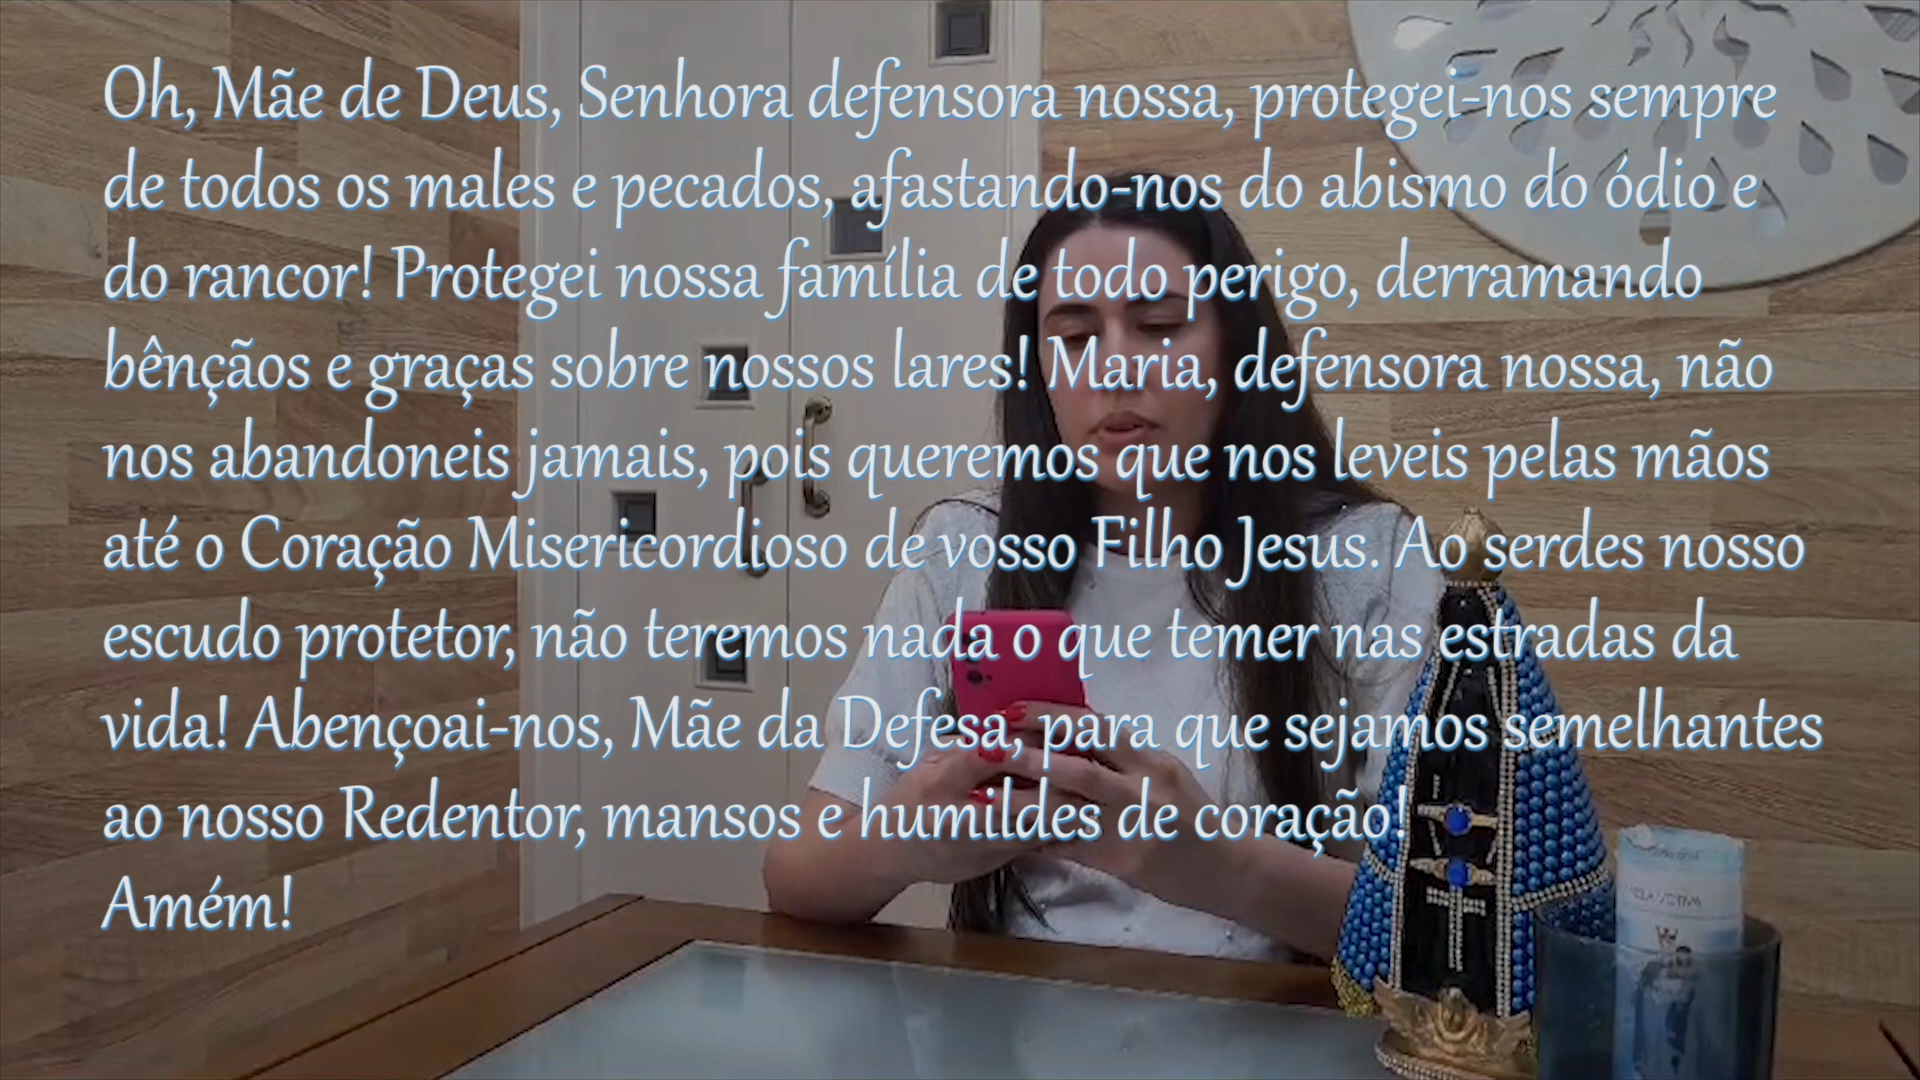 Oh, Mãe de Deus, Senhora defensora nossa, protegei-nos sempre
de todos os males e pecados, afastando-nos do abismo do ódio e
do rancor! Protegei nossa família de todo perigo, derramando
bênçãos e graças sobre nossos lares! Maria, defensora nossa, não
nos abandoneis jamais, pois queremos que nos leveis pelas mãos
até o Coração Misericordioso de vosso Filho Jesus. Ao serdes nosso
escudo protetor, não teremos nada o que temer nas estradas da
vida! Abençoai-nos, Mãe da Defesa, para que sejamos semelhantes
ao nosso Redentor, mansos e humildes de coração!
Amém!
VOTIVA